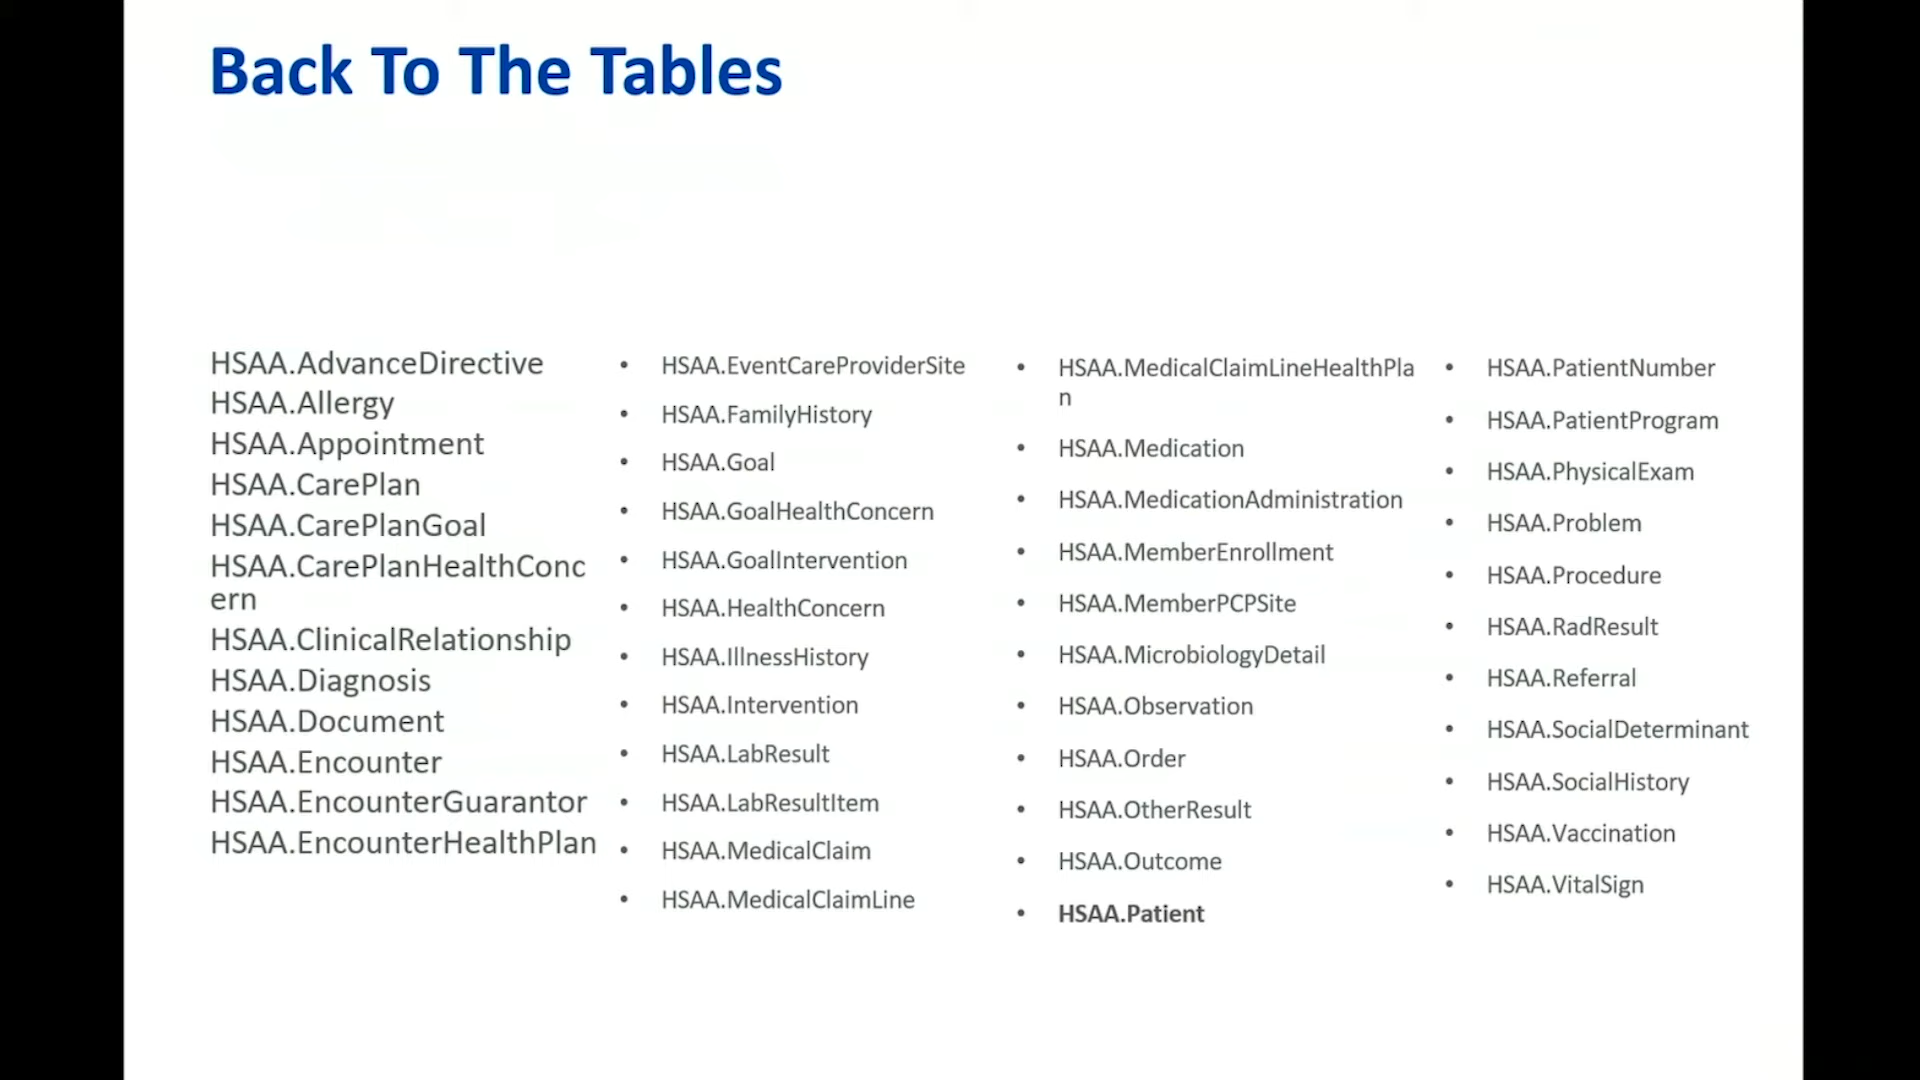 Back To The Tables
HSAA.AdvanceDirective
HSAA.Allergy
HSAA.Appointment
HSAA.CarePlan
HSAA.CarePlanGoal
HSAA.CarePlanHealthConc
ern
HSAA.ClinicalRelationship
HSAA.Diagnosis
HSAA.Document
HSAA.Encounter
HSAA.EncounterGuarantor
HSAA.EncounterHealthPlan
• HSAA.EventCareProviderSite
• HSAA.FamilyHistory
• HSAA.Goal
• HSAA.GoalHealthConcern
• HSAA.GoalIntervention
• HSAA.HealthConcern
• HSAA.IllnessHistory
• HSAA.Intervention
• HSAA.LabResult
• HSAA.LabResultItem
• HSAA.MedicalClaim
• HSAA.MedicalClaimLine
• HSAA.MedicalClaimLineHealthPla
n
• HSAA.Medication
• HSAA.MedicationAdministration
• HSAA.MemberEnrollment
• HSAA.MemberPCPSite
• HSAA.MicrobiologyDetail
• HSAA.Observation
• HSAA.Order
• HSAA.OtherResult
• HSAA.Outcome
• HSAA.Patient
• HSAA.PatientNumber
• HSAA.PatientProgram
• HSAA.PhysicalExam
• HSAA.Problem
• HSAA.Procedure
• HSAA.RadResult
• HSAA.Referral
• HSAA.SocialDeterminant
• HSAA.SocialHistory
• HSAA.Vaccination
• HSAA.VitalSign